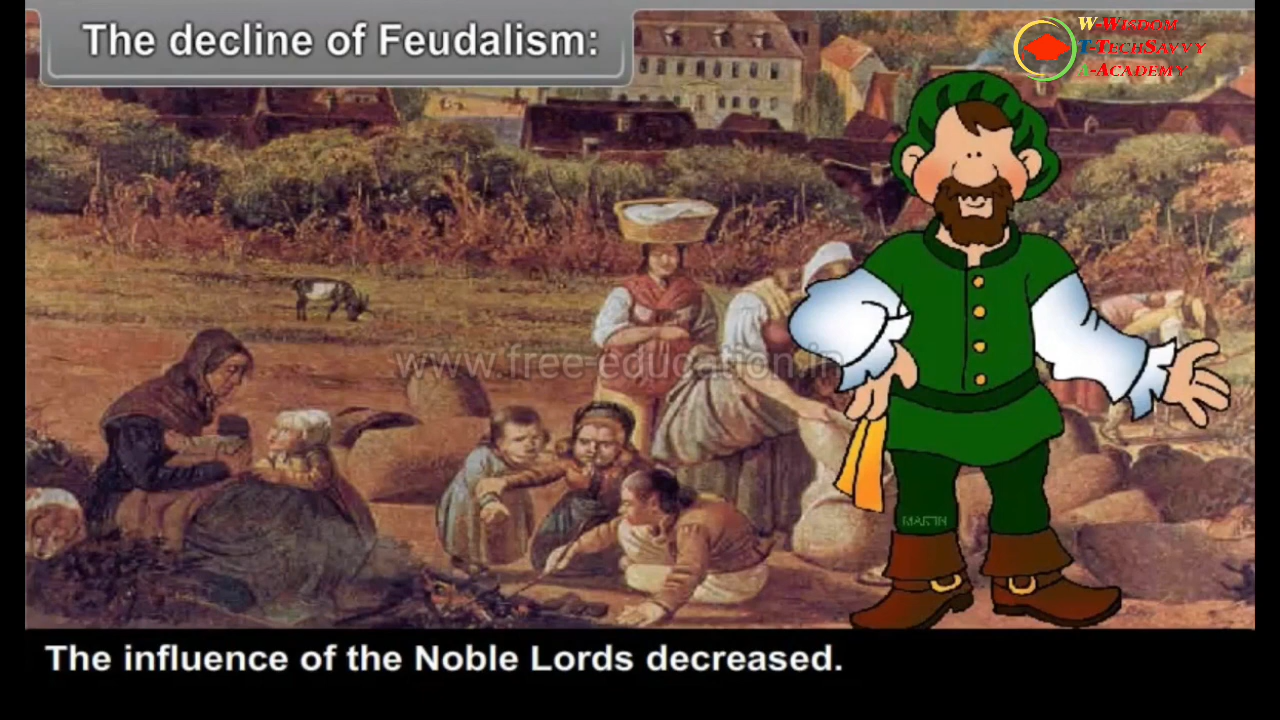 The decline of Feudalism:
W-Wisdom
T-TechSavvy
A-Academy
www.free-education.in
MARTIN
The influence of the Noble Lords decreased.